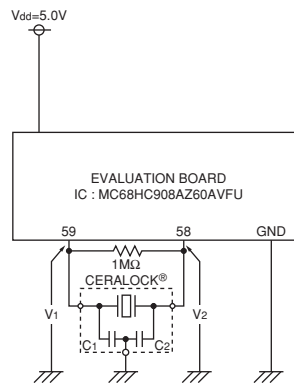 Vdd=5.0V
EVALUATION BOARD
IC : MC68HC908AZ60AVFU
59
58
GND
1MΩ
CERALOCK®
V1
V2
C1
C2